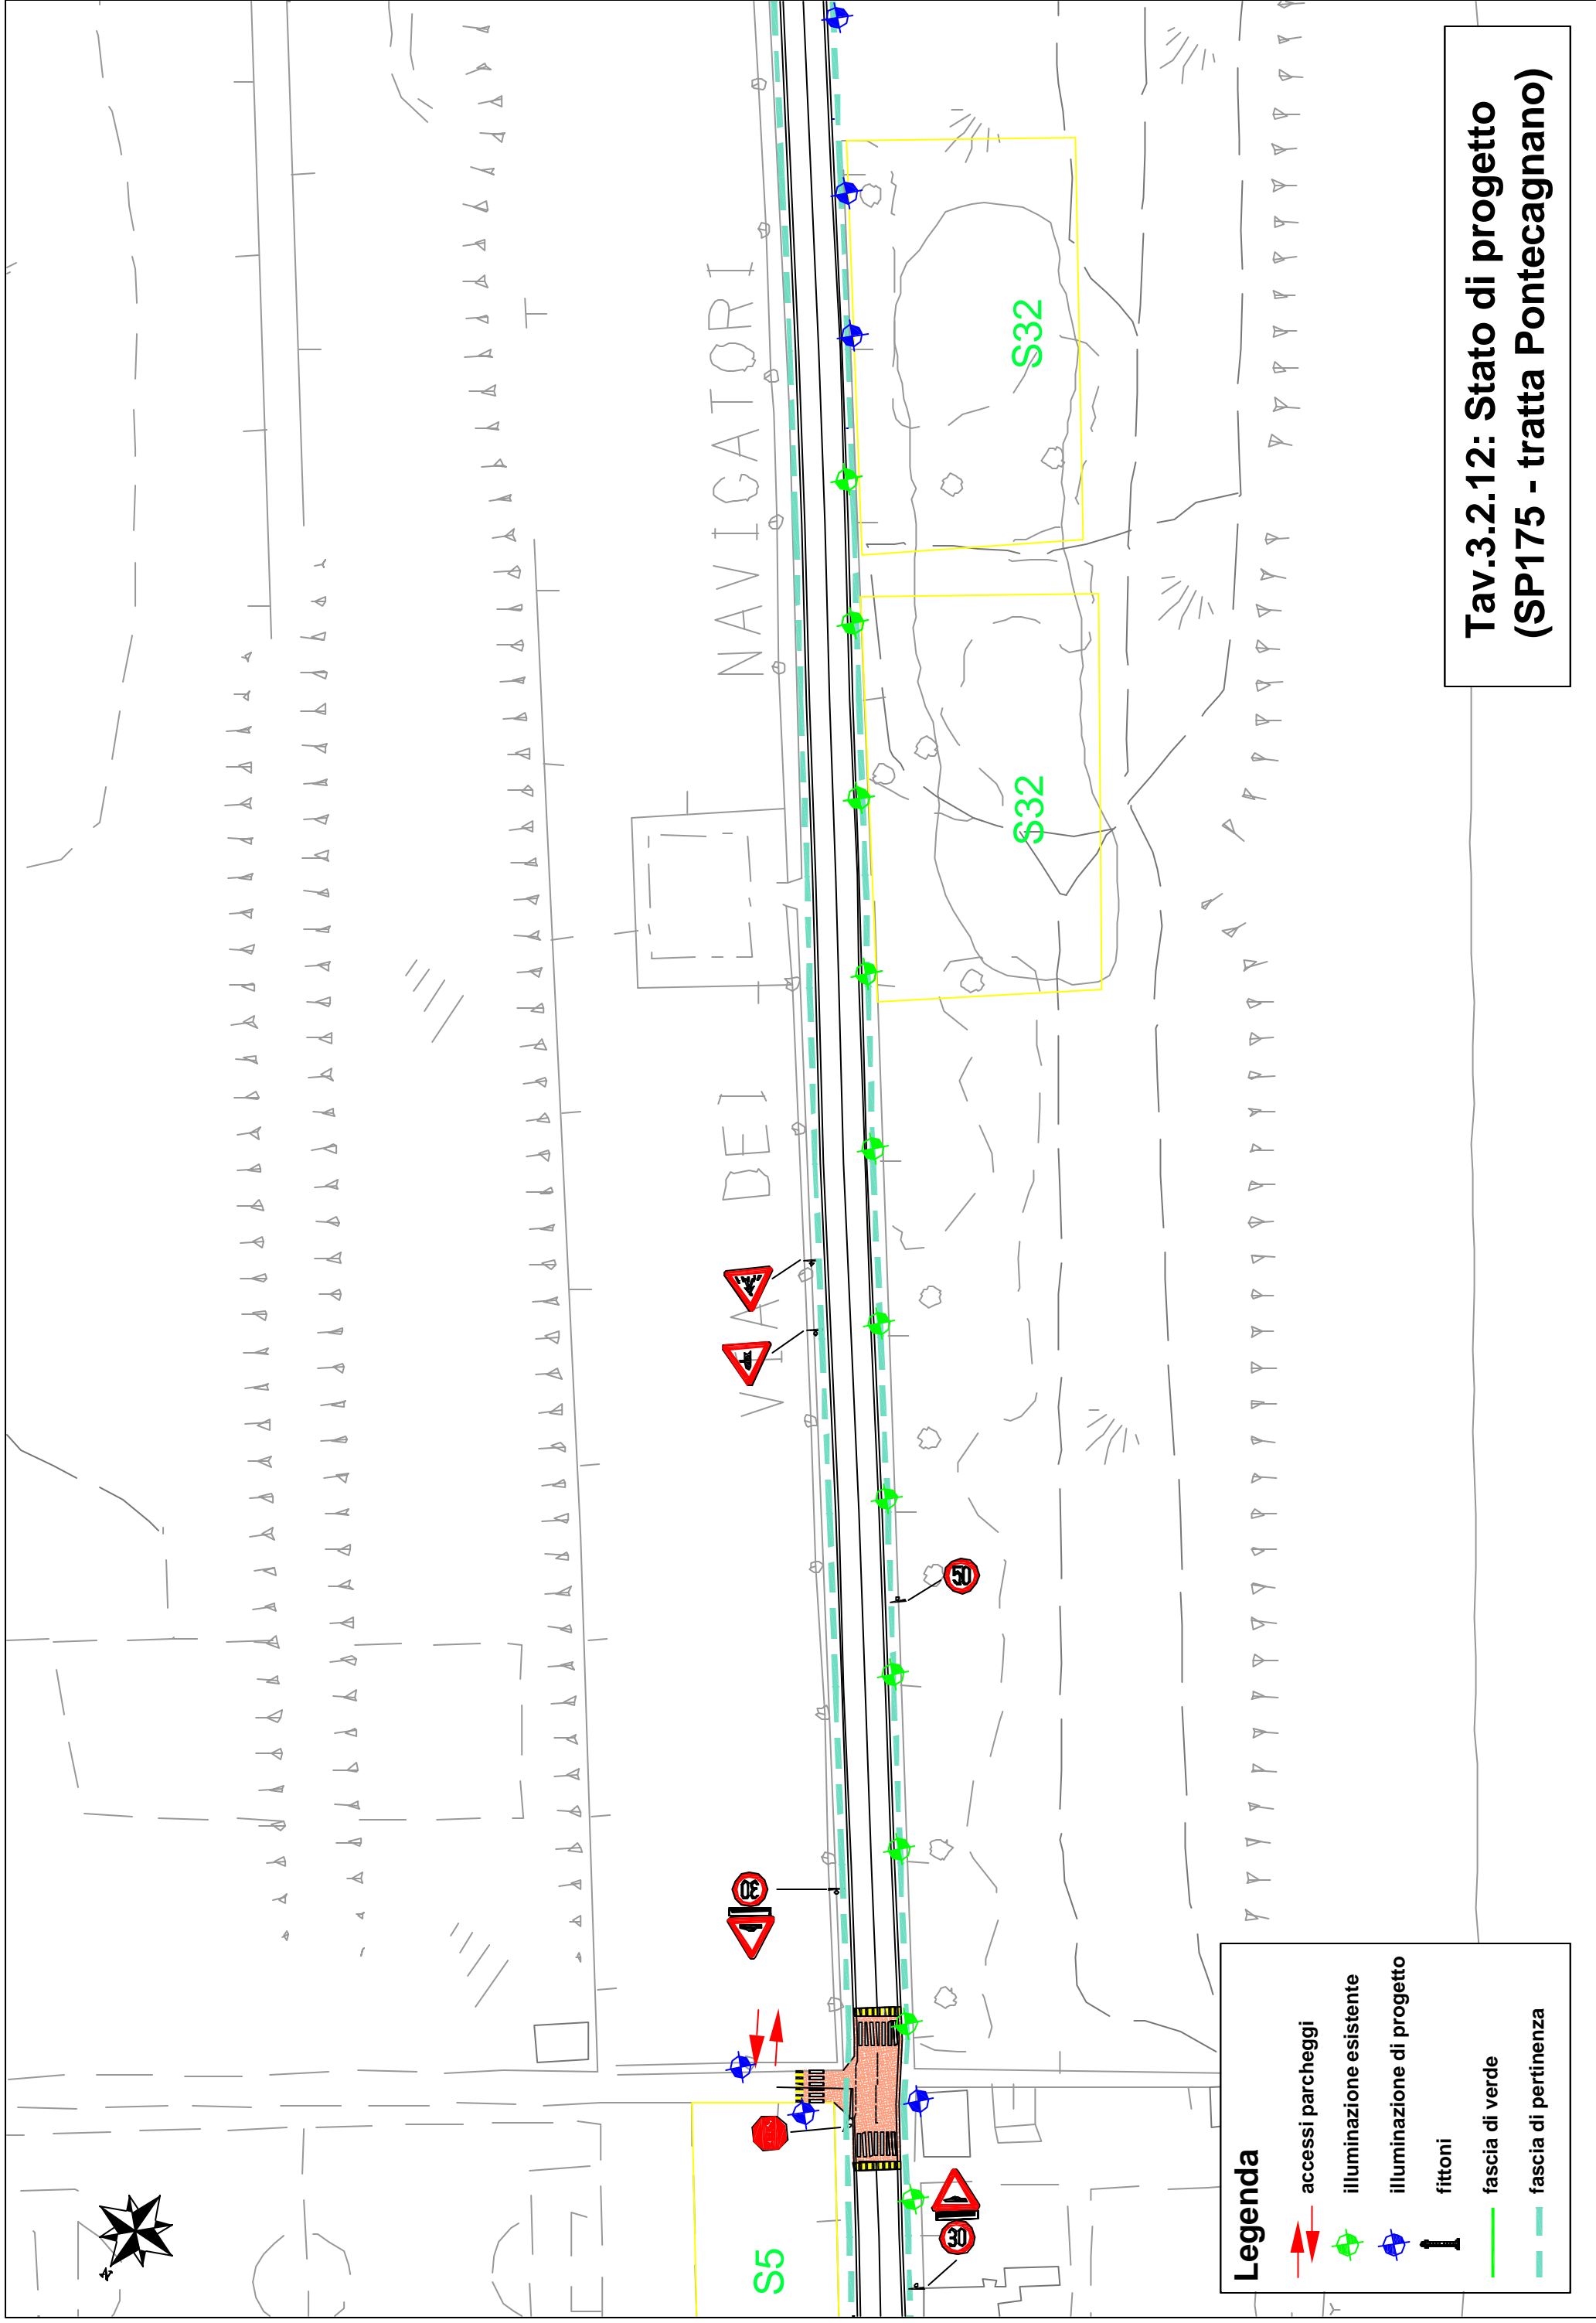 Tav.3.2.12: Stato di progetto
(SP175 - tratta Pontecagnano)
VIA DEI NAVIGATORI
S32
S32
S5
50
30
30
N
Legenda
accessi parcheggi
illuminazione esistente
illuminazione di progetto
fittoni
fascia di verde
fascia di pertinenza